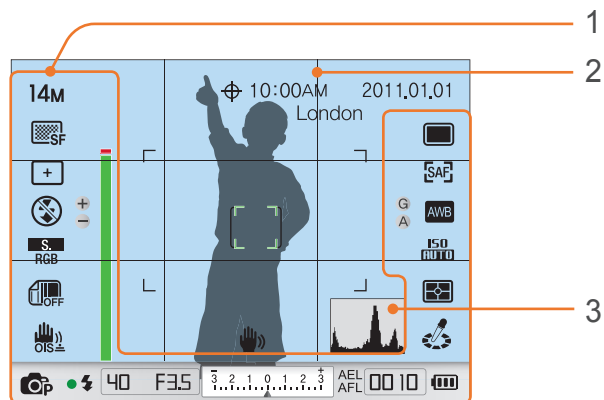 1
2
3
14M
10:00AM 2011.01.01
London
SF
SAF
+
-
G
A
AWB
S.
RGB
ISO
AUTO
OFF
OIS
P
40 F3.5
3 2 1 0 1 2 3
- +
AEL
AFL
0010